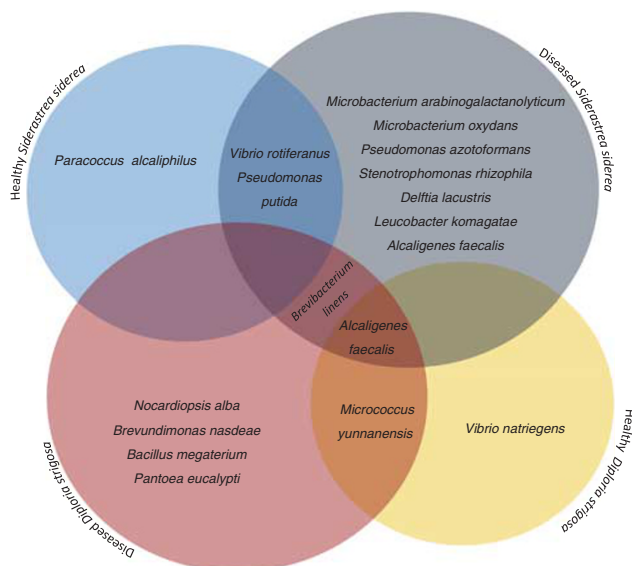 Healthy Siderastrea siderea
Diseased Siderastrea siderea
Paracoccus alcaliphilus
Vibrio rotiferanus
Pseudomonas
putida
Microbacterium arabinogalactanolyticum
Microbacterium oxydans
Pseudomonas azotoformans
Stenotrophomonas rhizophila
Delftia lacustris
Leucobacter komagatae
Alcaligenes faecalis
Brevibacterium
linens
Alcaligenes
faecalis
Nocardiopsis alba
Brevundimonas nasdeae
Bacillus megaterium
Pantoea eucalypti
Micrococcus
yunnanensis
Vibrio natriegens
Diseased Diploria strigosa
Healthy Diploria strigosa